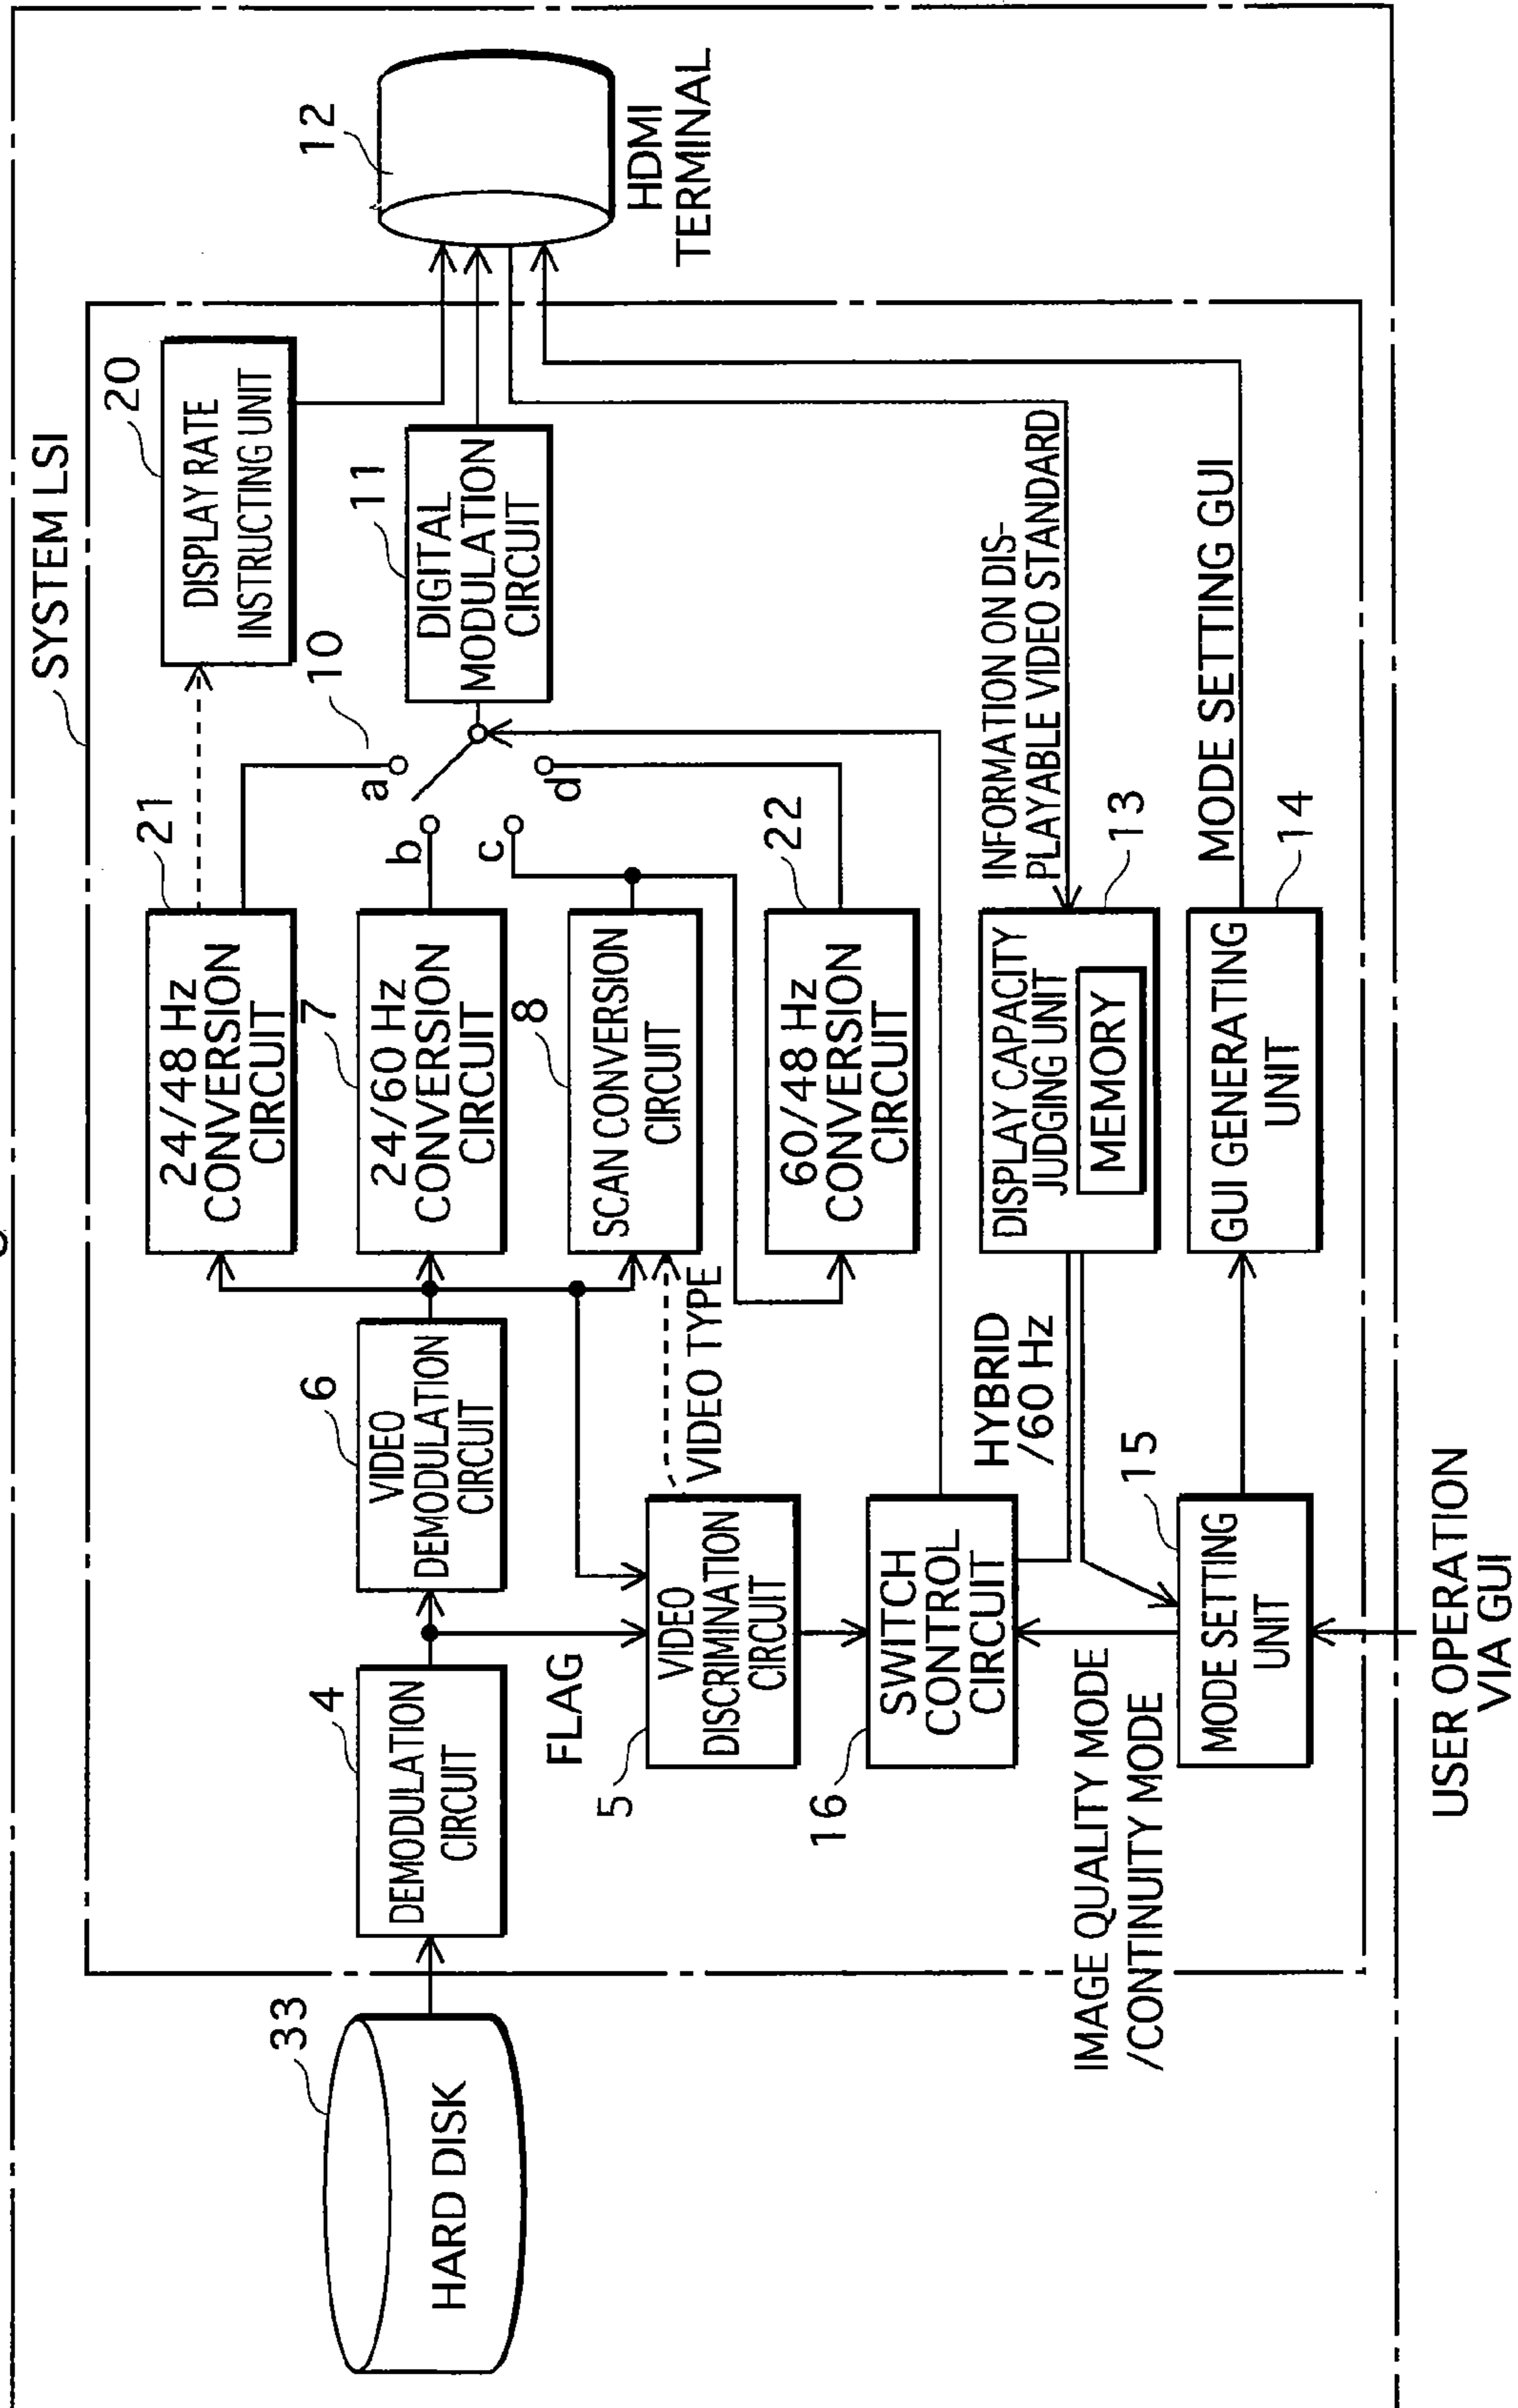 SYSTEM LSI
33
HARD DISK
4
DEMODULATION
CIRCUIT
FLAG
6
VIDEO
DEMODULATION
CIRCUIT
5
VIDEO
DISCRIMINATION
CIRCUIT
VIDEO TYPE
16
SWITCH
CONTROL
CIRCUIT
IMAGE QUALITY MODE
/CONTINUITY MODE
15
MODE SETTING
UNIT
USER OPERATION
VIA GUI
HYBRID
/60 Hz
21
24/48 Hz
CONVERSION
CIRCUIT
7
24/60 Hz
CONVERSION
CIRCUIT
8
SCAN CONVERSION
CIRCUIT
22
60/48 Hz
CONVERSION
CIRCUIT
13
DISPLAY CAPACITY
JUDGING UNIT
MEMORY
14
GUI GENERATING
UNIT
10
a
b
c
d
20
DISPLAY RATE
INSTRUCTING UNIT
11
DIGITAL
MODULATION
CIRCUIT
INFORMATION ON DIS-
PLAYABLE VIDEO STANDARD
MODE SETTING GUI
12
HDMI
TERMINAL